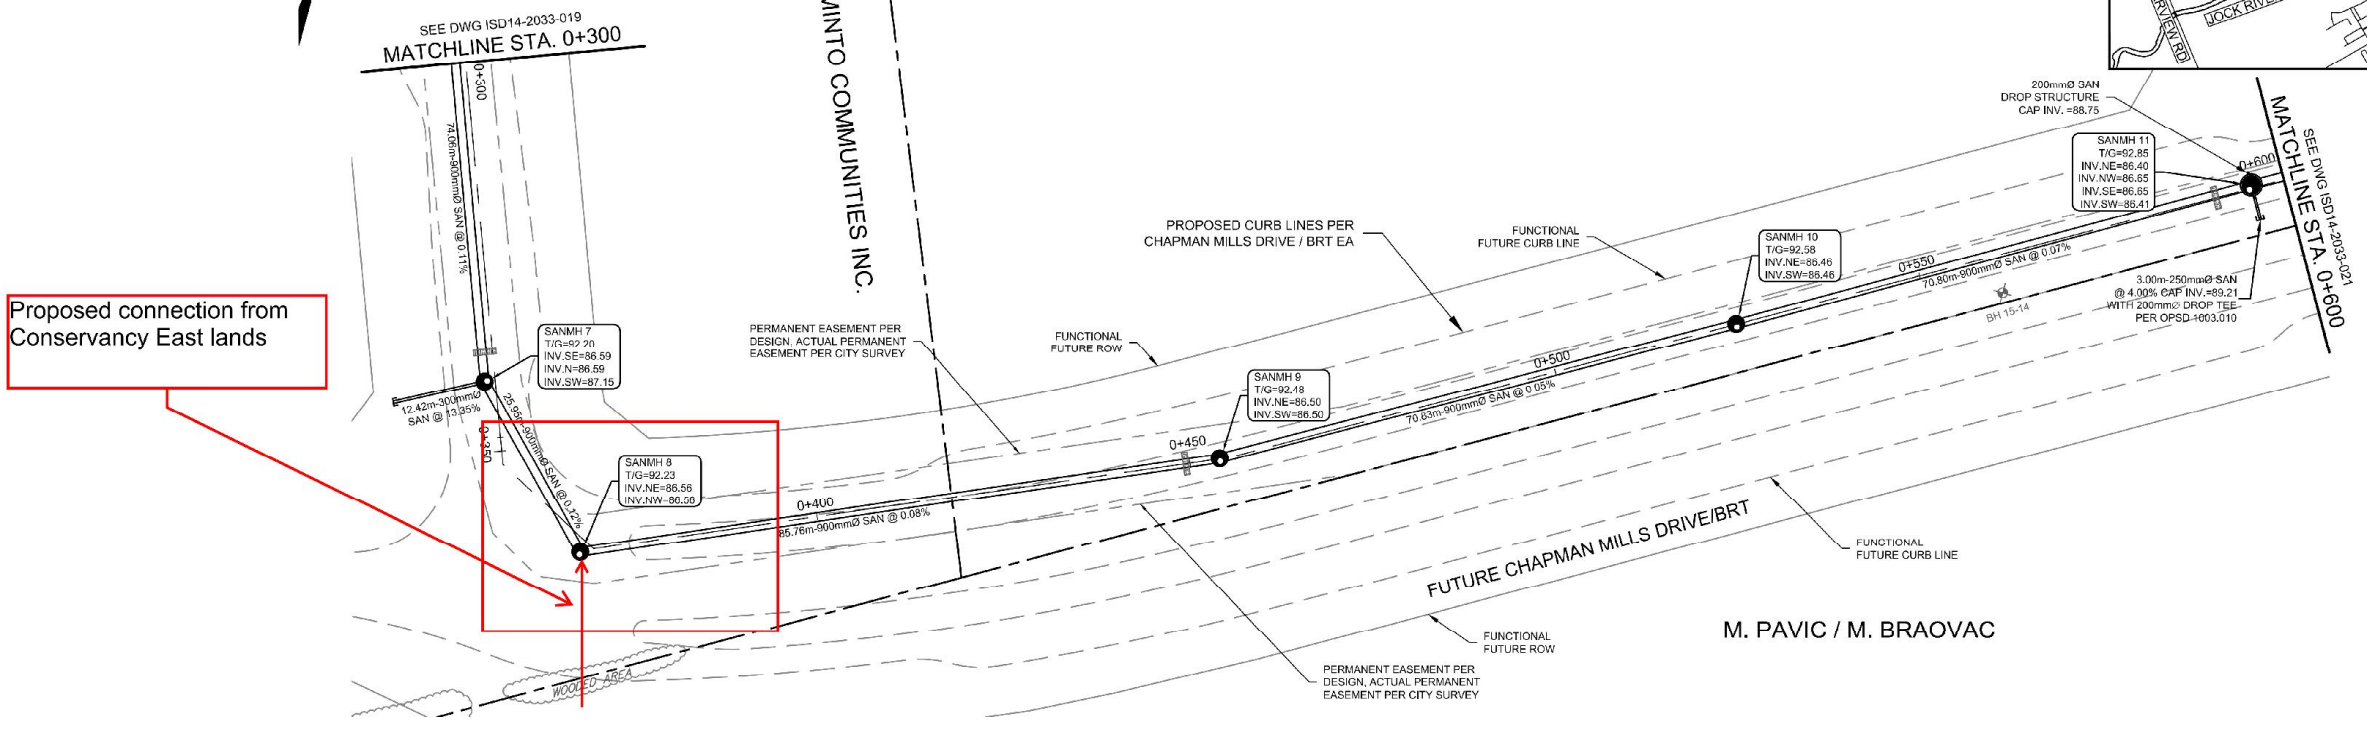 SEE DWG ISD14-2033-019
MATCHLINE STA. 0+300
0+300
74.06m-900mmØ SAN @ 0.11%
MINTO COMMUNITIES INC.
JOCK RIVER
RVIEW RD
200mmØ SAN
DROP STRUCTURE
CAP INV. =88.75
SANMH 11
T/G=92.85
INV.NE=86.40
INV.NW=86.65
INV.SE=86.65
INV.SW=86.41
0+600
SEE DWG ISD14-2033-021
MATCHLINE STA. 0+600
PROPOSED CURB LINES PER
CHAPMAN MILLS DRIVE / BRT EA
FUNCTIONAL
FUTURE CURB LINE
SANMH 10
T/G=92.58
INV.NE=86.46
INV.SW=86.46
0+550
70.80m-900mmØ SAN @ 0.07%
BH 15-14
3.00m-250mmØ SAN
@ 4.00% CAP INV.=89.21
WITH 200mmØ DROP TEE
PER OPSD 1003.010
Proposed connection from
Conservancy East lands
SANMH 7
T/G=92.20
INV.SE=86.59
INV.N=86.59
INV.SW=87.15
12.42m-300mmØ
SAN @ 13.35%
25.95m-900mmØ SAN @ 0.12%
0+350
PERMANENT EASEMENT PER
DESIGN, ACTUAL PERMANENT
EASEMENT PER CITY SURVEY
FUNCTIONAL
FUTURE ROW
SANMH 9
T/G=92.48
INV.NE=86.50
INV.SW=86.50
0+500
70.63m-900mmØ SAN @ 0.05%
0+450
SANMH 8
T/G=92.23
INV.NE=86.56
INV.NW=86.56
0+400
85.76m-900mmØ SAN @ 0.08%
FUTURE CHAPMAN MILLS DRIVE/BRT
FUNCTIONAL
FUTURE CURB LINE
M. PAVIC / M. BRAOVAC
FUNCTIONAL
FUTURE ROW
PERMANENT EASEMENT PER
DESIGN, ACTUAL PERMANENT
EASEMENT PER CITY SURVEY
WOODED AREA